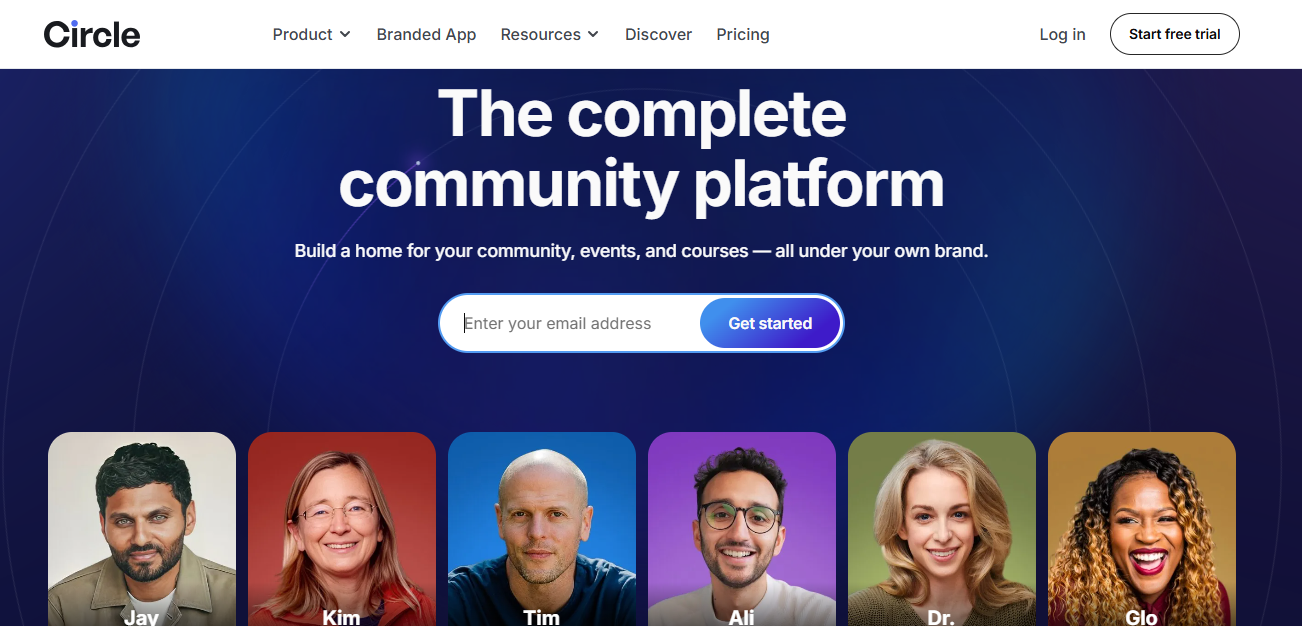 Circle
Product
Branded App
Resources
Discover
Pricing
Log in
Start free trial
The complete
community platform
Build a home for your community, events, and courses — all under your own brand.
Enter your email address
Get started
Jay
Kim
Tim
Ali
Dr.
Glo